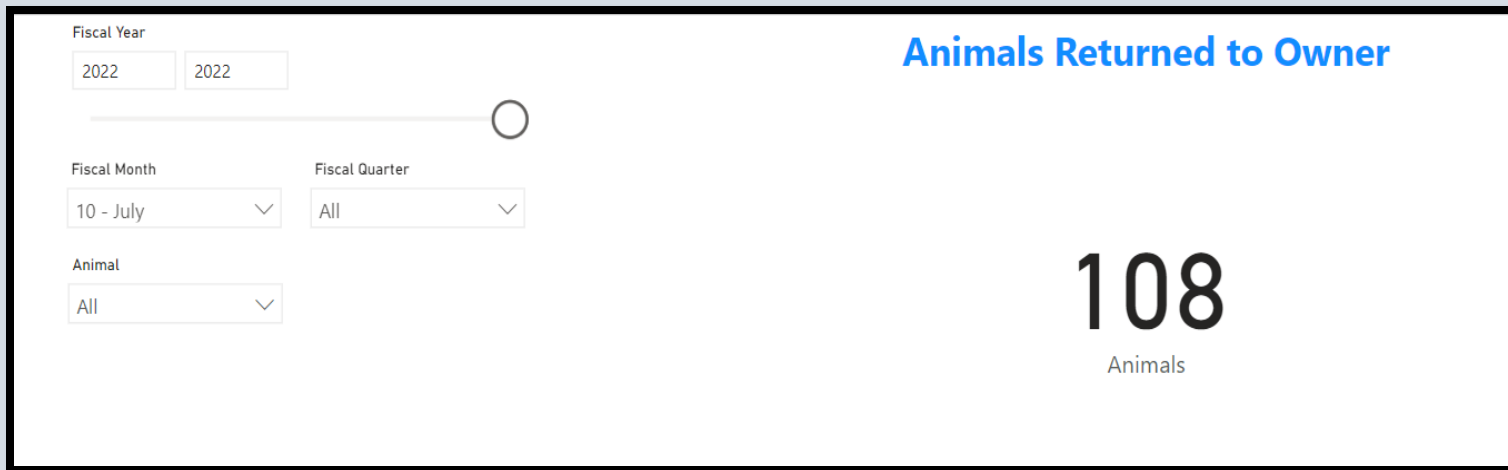 Fiscal Year
2022 2022
Fiscal Month Fiscal Quarter
10 - July All
Animal
All
Animals Returned to Owner
108
Animals